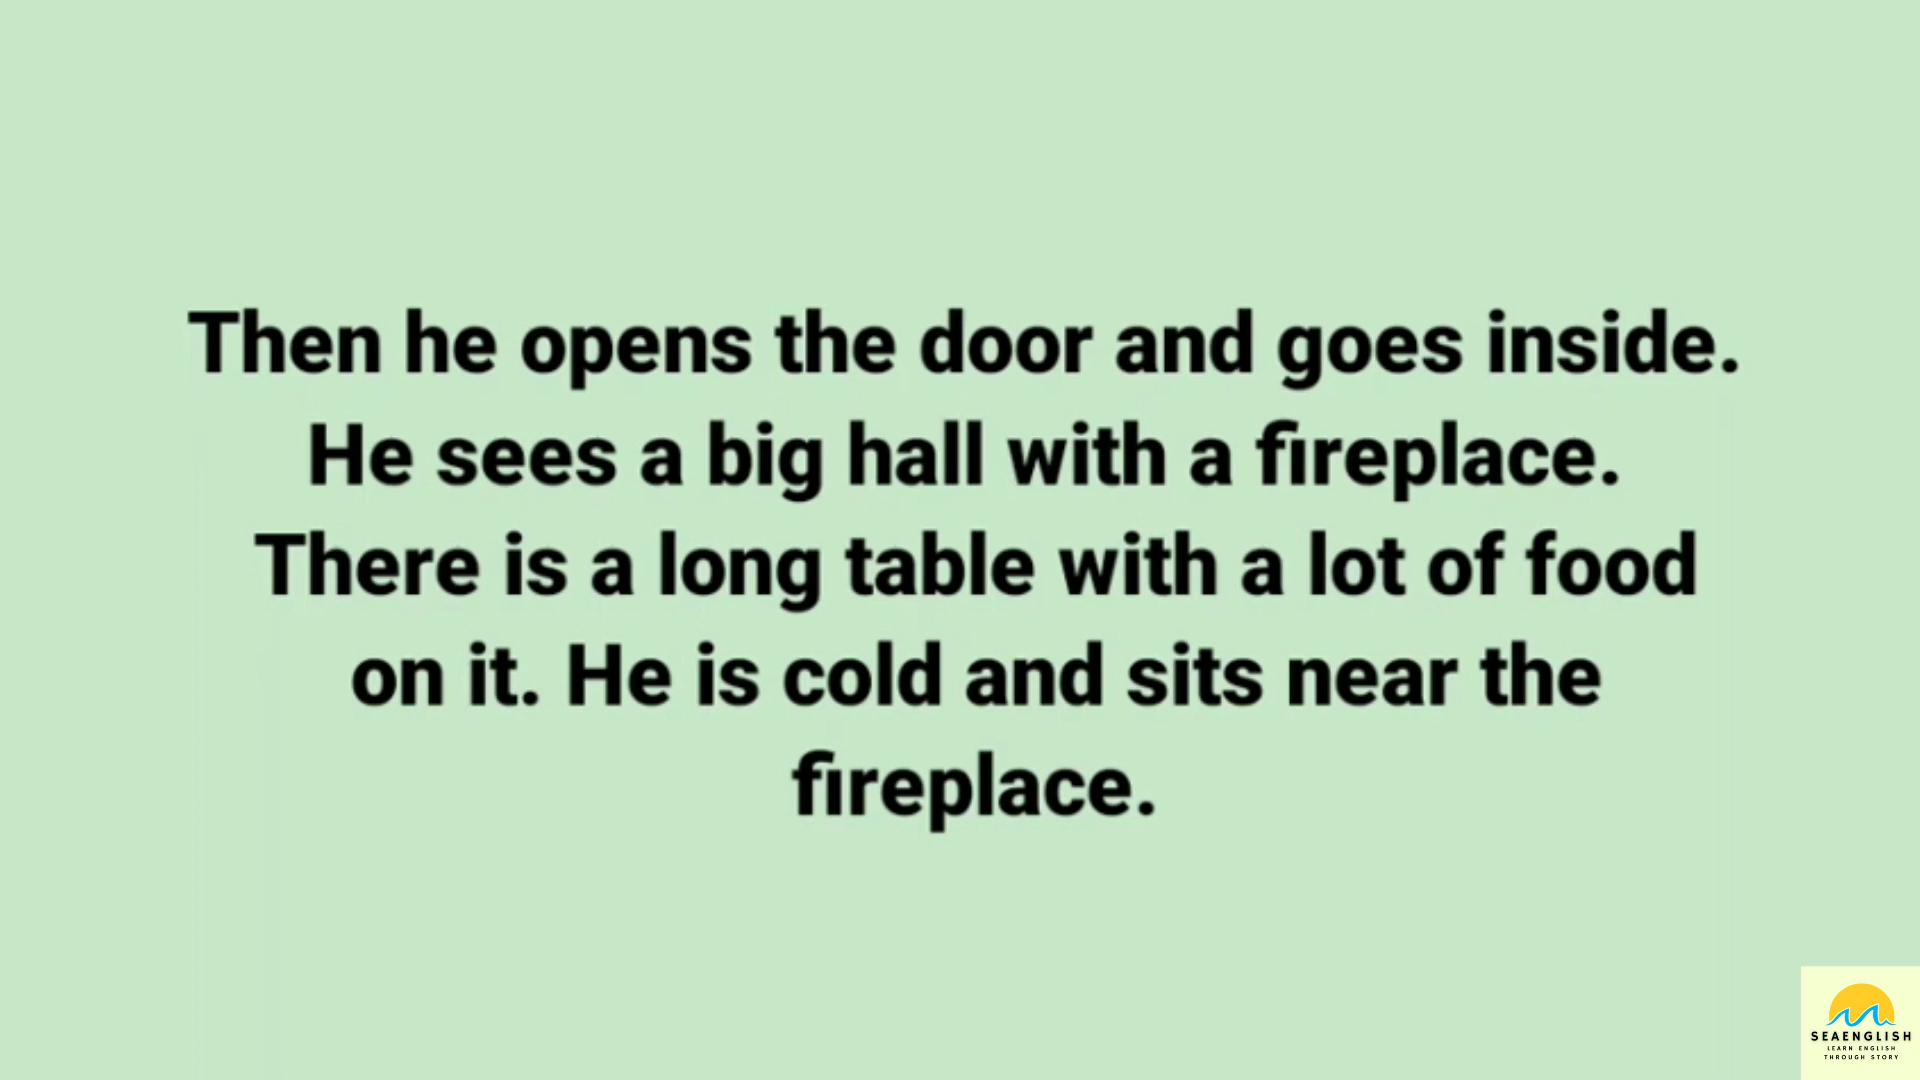 Then he opens the door and goes inside.
He sees a big hall with a fireplace.
There is a long table with a lot of food
on it. He is cold and sits near the
fireplace.
SEAENGLISH
LEARN ENGLISH
THROUGH STORY